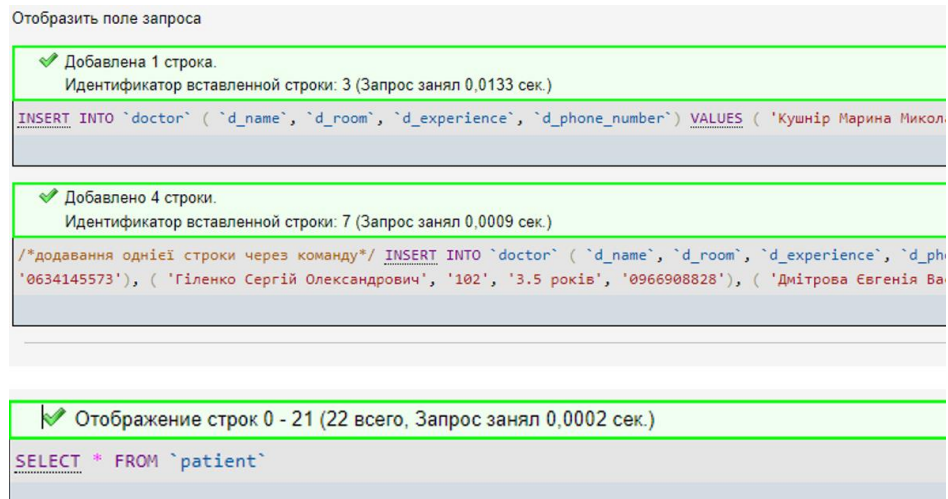 Отобразить поле запроса
Добавлена 1 строка.
Идентификатор вставленной строки: 3 (Запрос занял 0,0133 сек.)
INSERT INTO `doctor` ( `d_name`, `d_room`, `d_experience`, `d_phone_number`) VALUES ( 'Кушнір Марина Микол
Добавлено 4 строки.
Идентификатор вставленной строки: 7 (Запрос занял 0,0009 сек.)
/*додавання однієї строки через команду*/ INSERT INTO `doctor` ( `d_name`, `d_room`, `d_experience`, `d_ph
'0634145573'), ( 'Гіленко Сергій Олександрович', '102', '3.5 років', '0966908828'), ( 'Дмітрова Євгенія Ва
Отображение строк 0 - 21 (22 всего, Запрос занял 0,0002 сек.)
SELECT * FROM `patient`